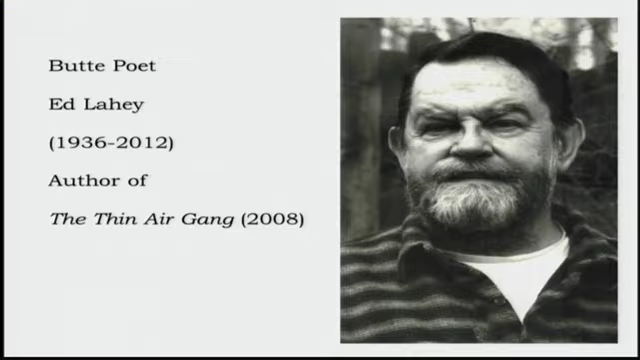 Butte Poet
Ed Lahey
(1936-2012)
Author of
The Thin Air Gang (2008)